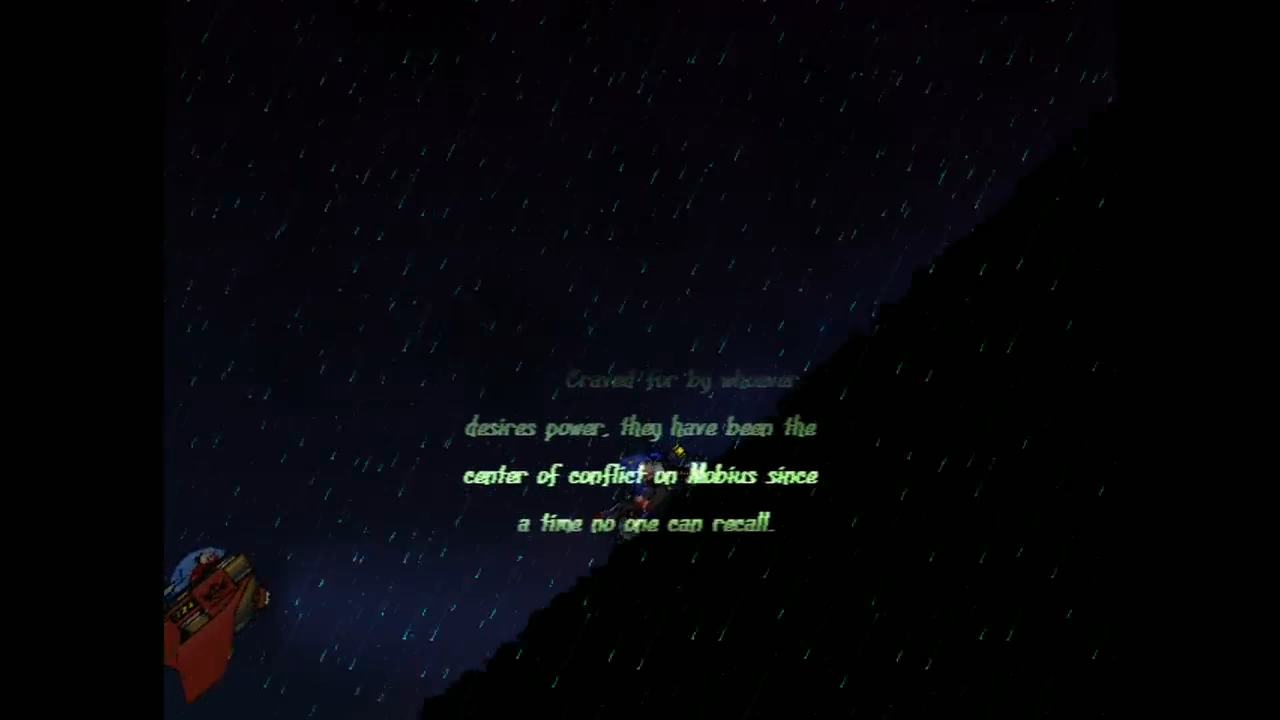 Craved for by whoever
desires power, they have been the
center of conflict on Mobius since
a time no one can recall.